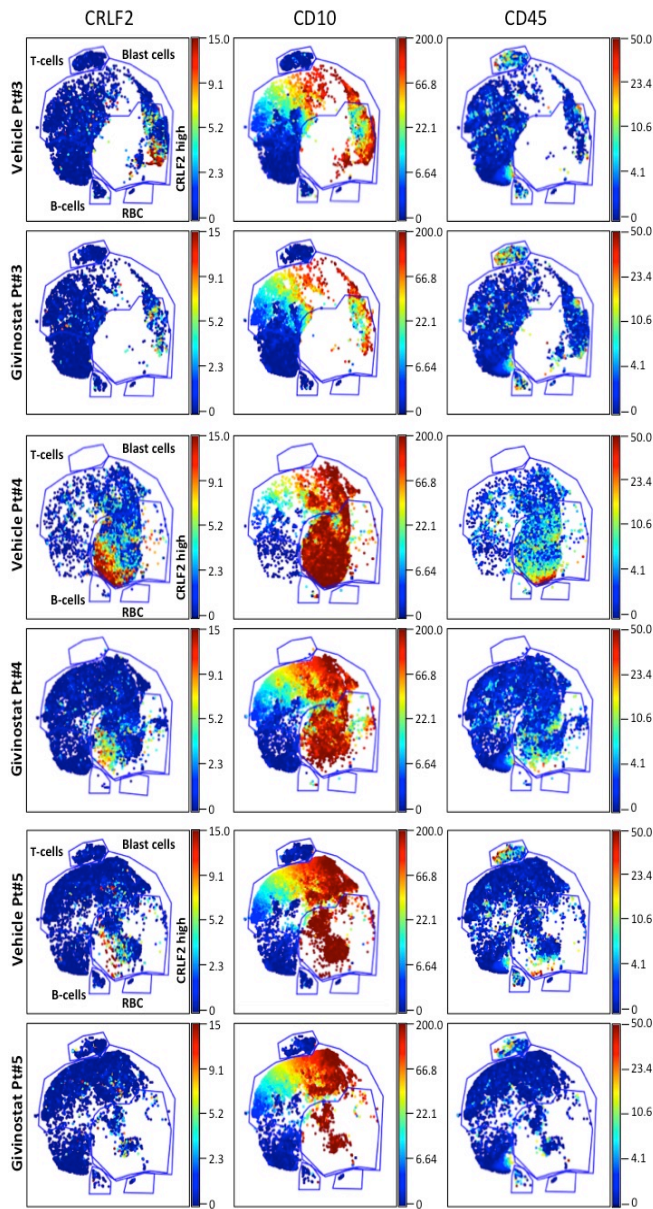 CRLF2 CD10 CD45
Vehicle Pt#3
T-cells Blast cells
CRLF2 high
B-cells RBC
15.0 9.1 5.2 2.3 0
200.0 66.8 22.1 6.64 0
50.0 23.4 10.6 4.1 0
Givinostat Pt#3
15 9.1 5.2 2.3 0
200.0 66.8 22.1 6.64 0
50.0 23.4 10.6 4.1 0
Vehicle Pt#4
T-cells Blast cells
CRLF2 high
B-cells RBC
15.0 9.1 5.2 2.3 0
200.0 66.8 22.1 6.64 0
50.0 23.4 10.6 4.1 0
Givinostat Pt#4
15 9.1 5.2 2.3 0
200.0 66.8 22.1 6.64 0
50.0 23.4 10.6 4.1 0
Vehicle Pt#5
T-cells Blast cells
CRLF2 high
B-cells RBC
15.0 9.1 5.2 2.3 0
200.0 66.8 22.1 6.64 0
50.0 23.4 10.6 4.1 0
Givinostat Pt#5
15 9.1 5.2 2.3 0
200.0 66.8 22.1 6.64 0
50.0 23.4 10.6 4.1 0